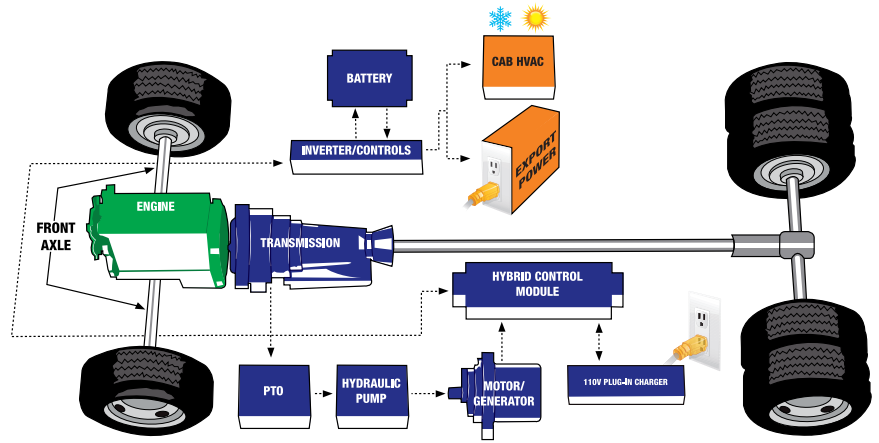 BATTERY
CAB HVAC
INVERTER/CONTROLS
EXPORT
POWER
ENGINE
FRONT
AXLE
TRANSMISSION
HYBRID CONTROL
MODULE
PTO
HYDRAULIC
PUMP
MOTOR/
GENERATOR
110V PLUG-IN CHARGER